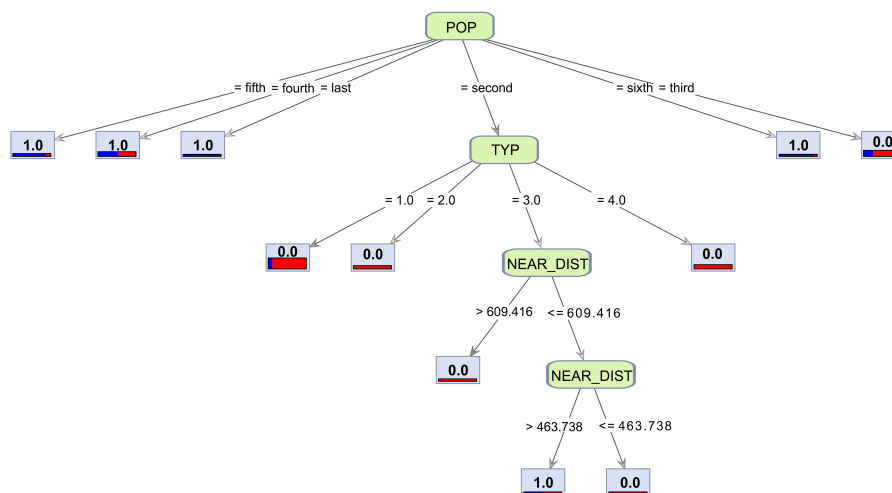 POP
= fifth = fourth = last = second = sixth = third
1.0 1.0 1.0 1.0 0.0
TYP
= 1.0 = 2.0 = 3.0 = 4.0
0.0 0.0 0.0
NEAR_DIST
> 609.416 <= 609.416
0.0
NEAR_DIST
> 463.738 <= 463.738
1.0 0.0